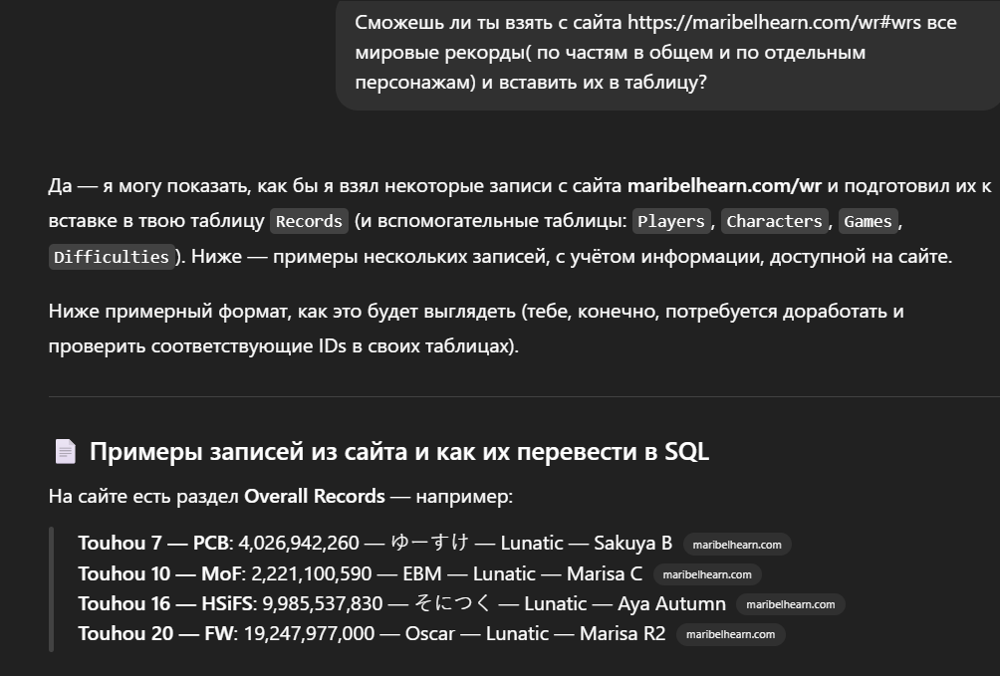 Сможешь ли ты взять с сайта https://maribelhearn.com/wr#wrs все
мировые рекорды( по частям в общем и по отдельным
персонажам) и вставить их в таблицу?
Да — я могу показать, как бы я взял некоторые записи с сайта maribelhearn.com/wr и подготовил их к
вставке в твою таблицу Records (и вспомогательные таблицы: Players, Characters, Games,
Difficulties). Ниже — примеры нескольких записей, с учётом информации, доступной на сайте.
Ниже примерный формат, как это будет выглядеть (тебе, конечно, потребуется доработать и
проверить соответствующие IDs в своих таблицах).
Примеры записей из сайта и как их перевести в SQL
На сайте есть раздел Overall Records — например:
Touhou 7 — PCB: 4,026,942,260 — ゆーすけ — Lunatic — Sakuya B maribelhearn.com
Touhou 10 — MoF: 2,221,100,590 — EBM — Lunatic — Marisa C maribelhearn.com
Touhou 16 — HSiFS: 9,985,537,830 — そにつく — Lunatic — Aya Autumn maribelhearn.com
Touhou 20 — FW: 19,247,977,000 — Oscar — Lunatic — Marisa R2 maribelhearn.com